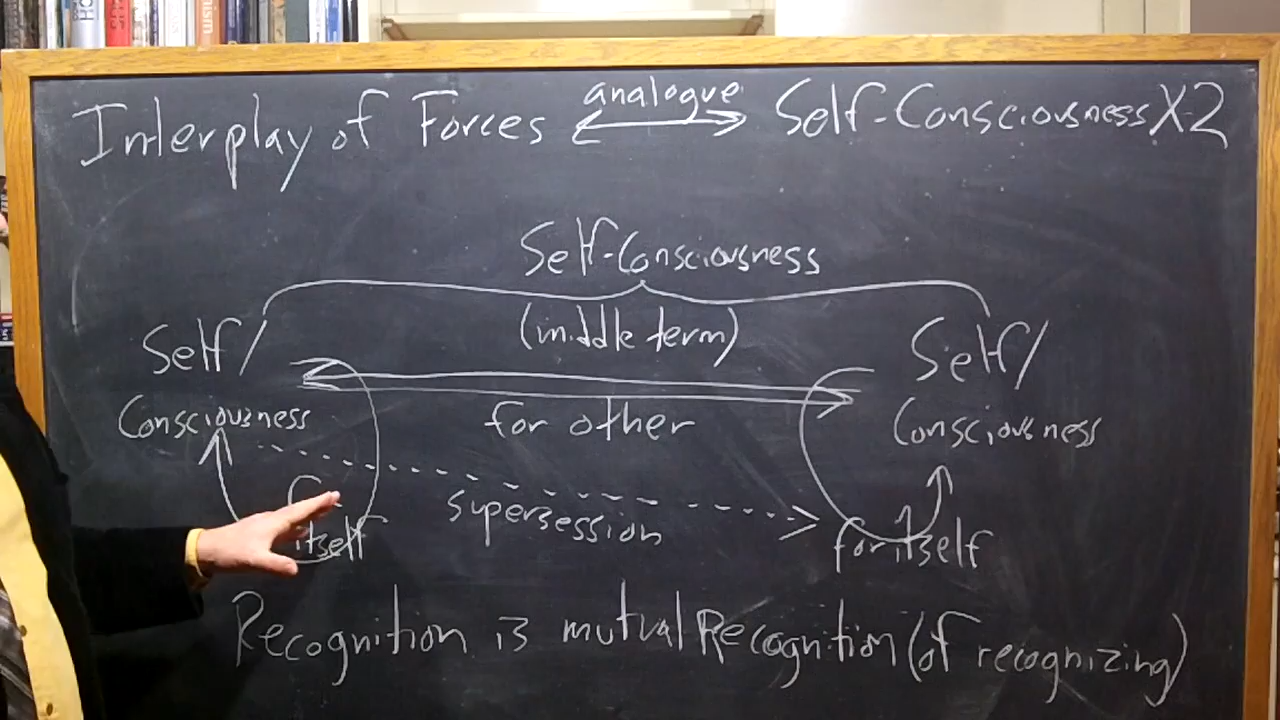 Interplay of Forces analogue Self-Consciousness X2
Self-Consciousness
(middle term)
Self/ Self/
Consciousness for other Consciousness
supersession
itself for itself
Recognition is mutual Recognition (of recognizing)